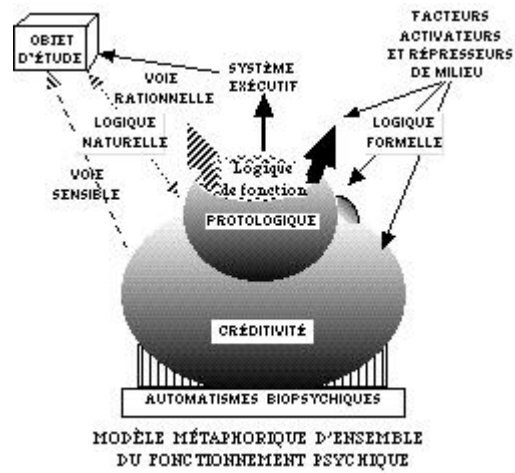 OBJET
D'ÉTUDE
FACTEURS
ACTIVATEURS
ET RÉPRESSEURS
DE MILIEU
SYSTÈME
EXÉCUTIF
VOIE
RATIONNELLE
LOGIQUE
NATURELLE
LOGIQUE
FORMELLE
VOIE
SENSIBLE
Logique
de fonction
PROTOLOGIQUE
CRÉDITIVITÉ
AUTOMATISMES BIOPSYCHIQUES
MODÈLE MÉTAPHORIQUE D'ENSEMBLE
DU FONCTIONNEMENT PSYCHIQUE